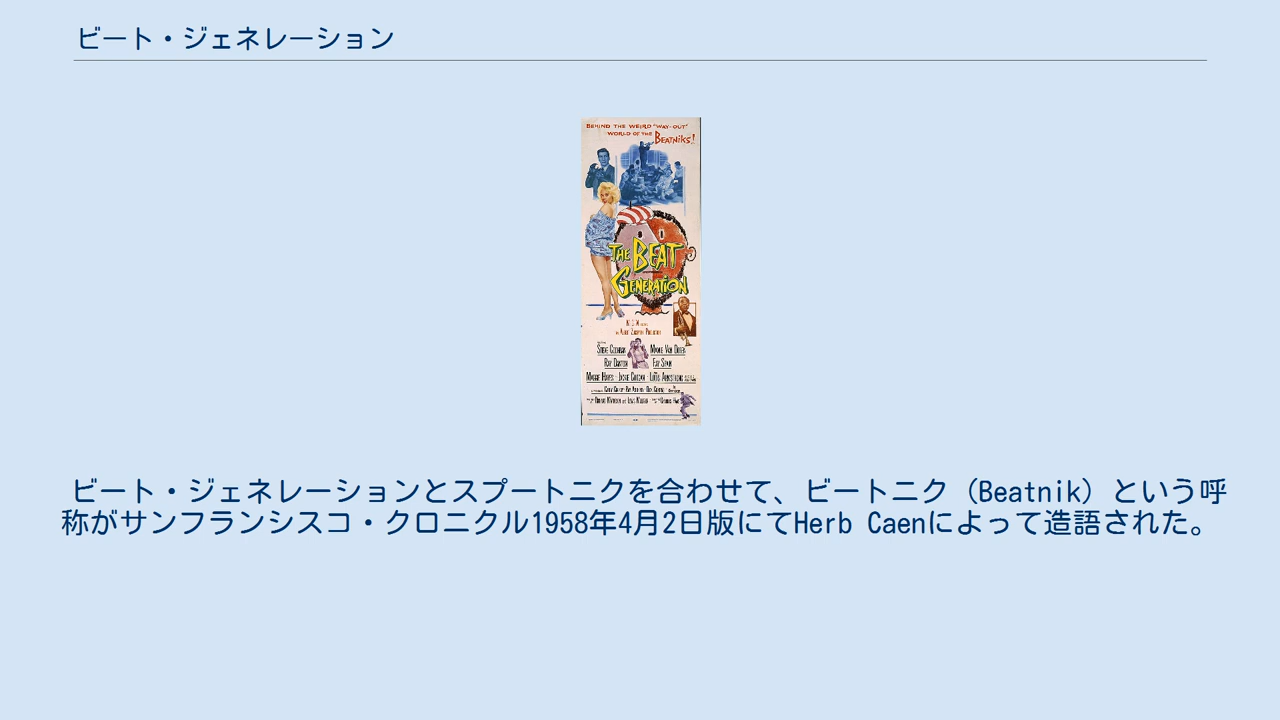 ビート・ジェネレーション
BEHIND THE WEIRD "WAY-OUT"
WORLD OF THE BEATNIKS!
THE BEAT
GENERATION
ビート・ジェネレーションとスプートニクを合わせて、ビートニク（Beatnik）という呼
称がサンフランシスコ・クロニクル1958年4月2日版にてHerb Caenによって造語された。